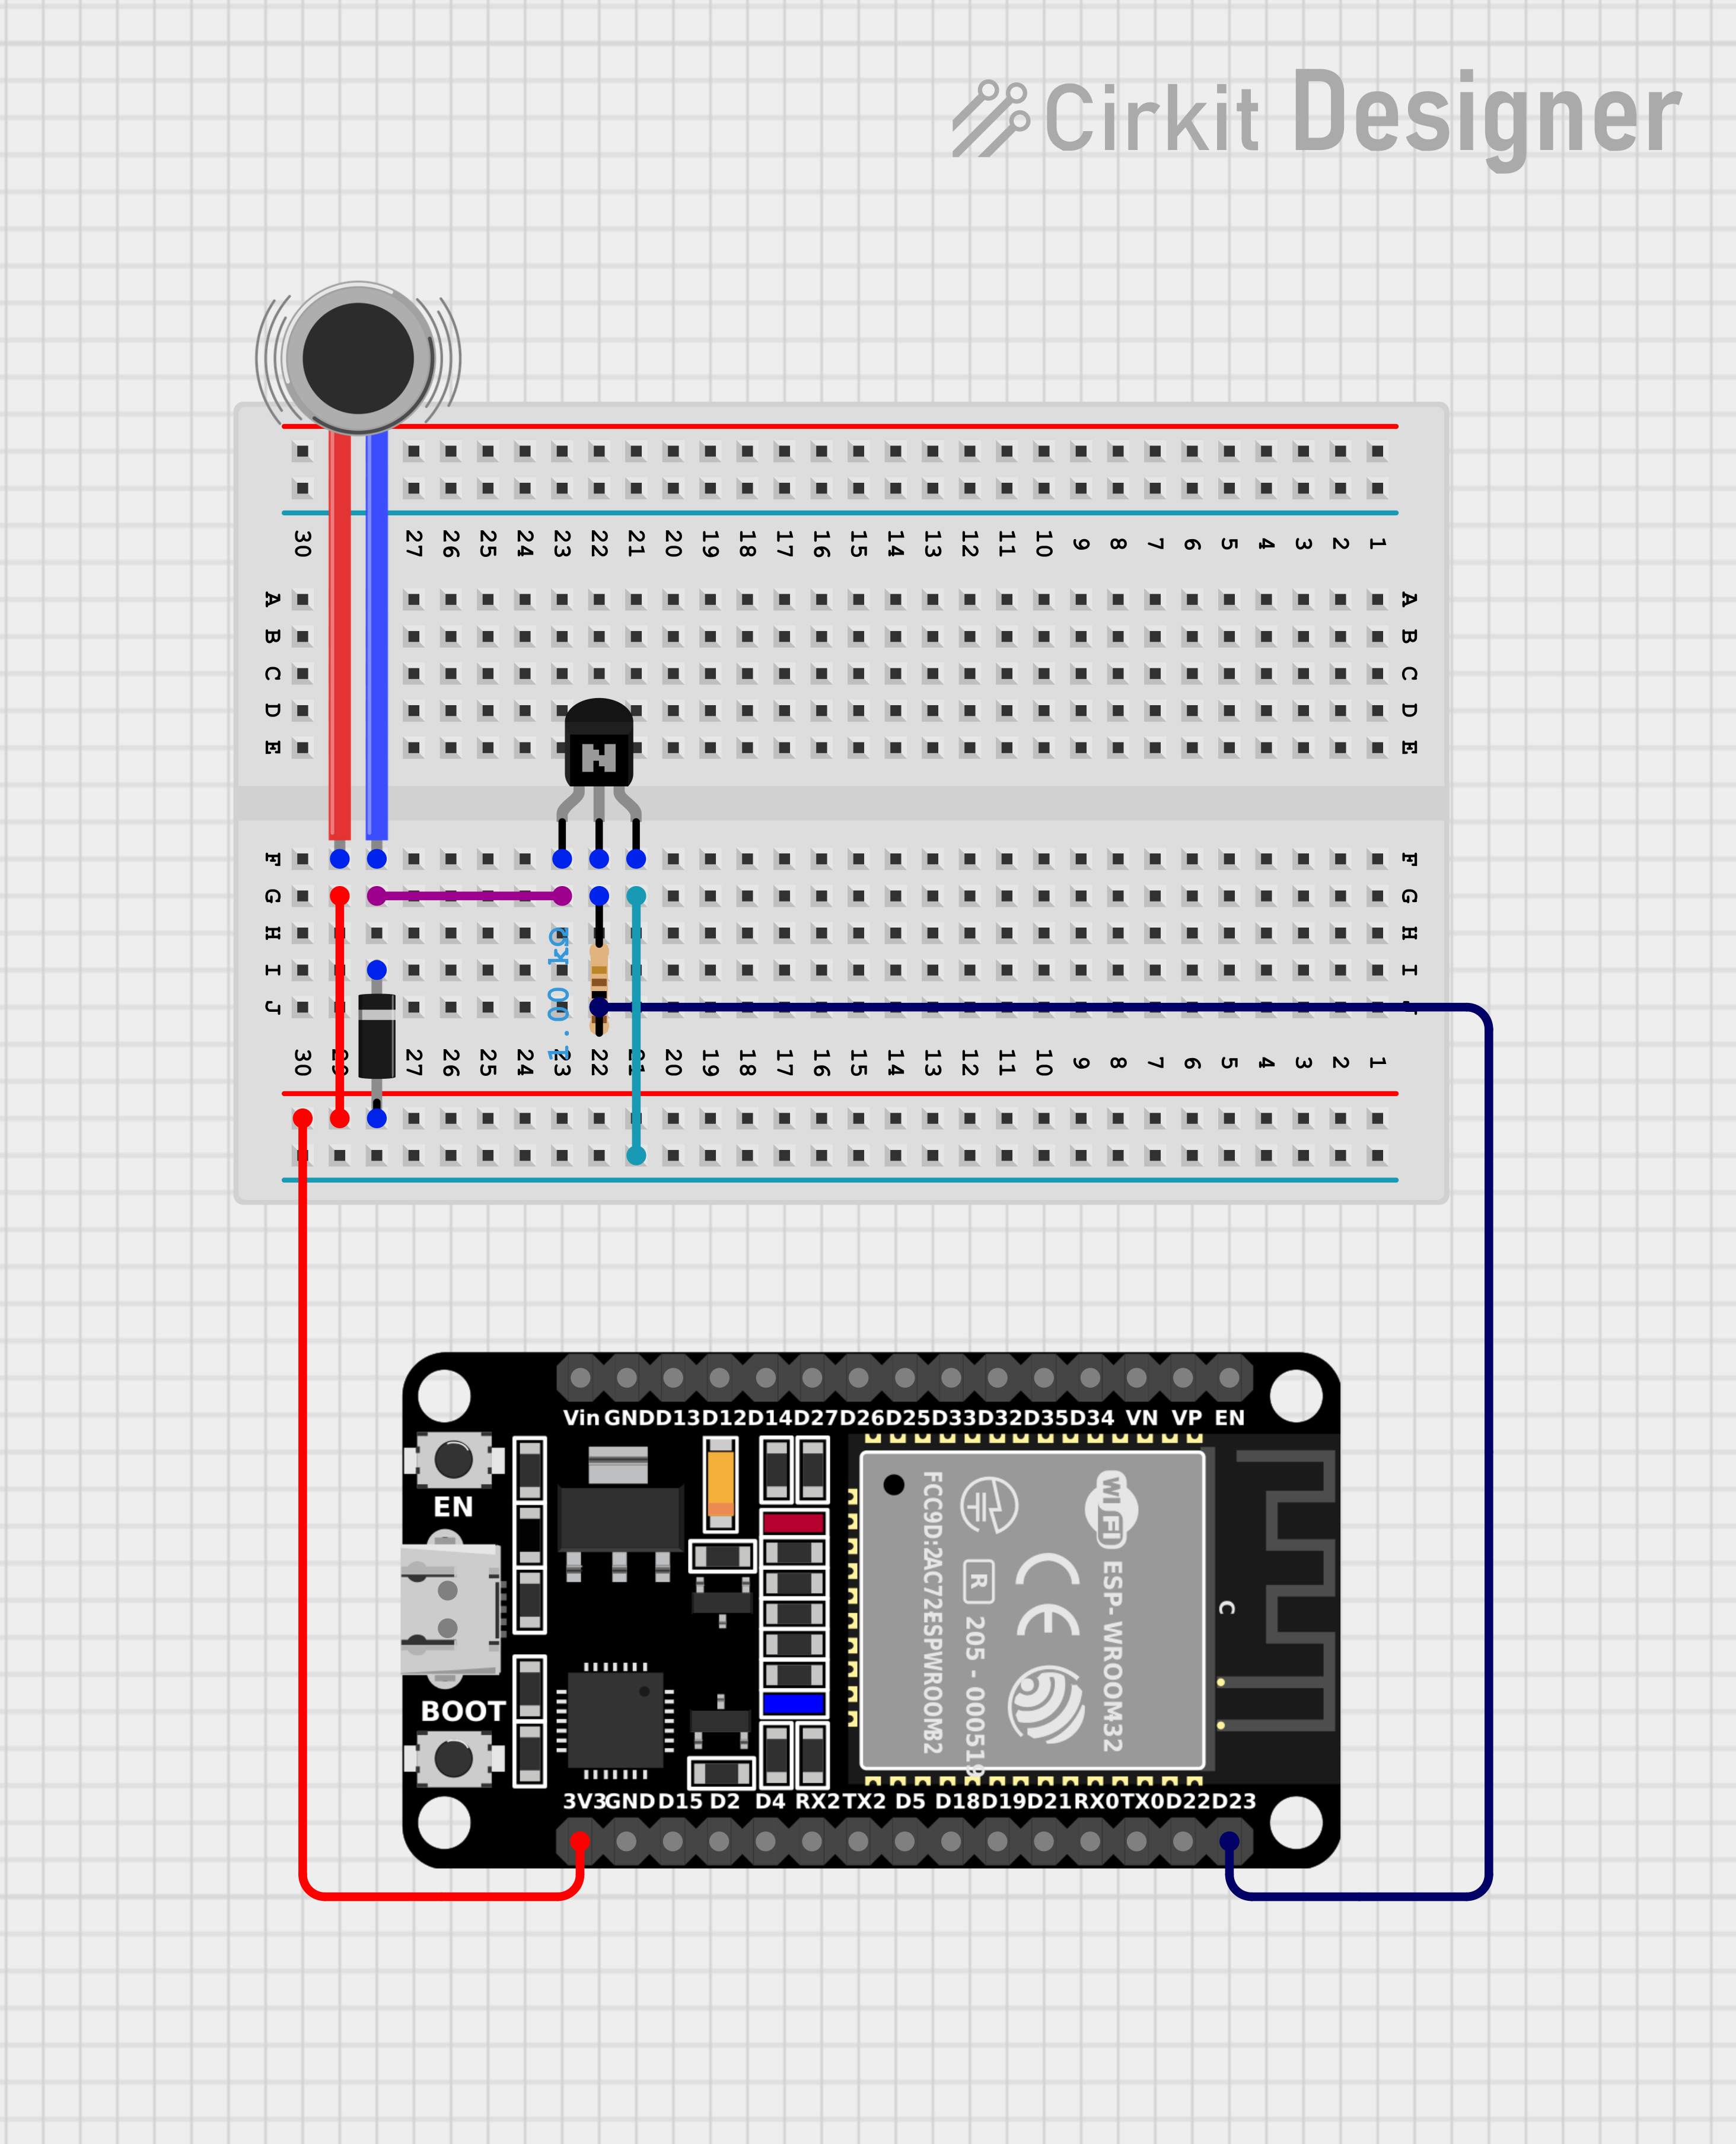 Cirkit Designer
30 27 26 25 24 23 22 21 20 19 18 17 16 15 14 13 12 11 10 9 8 7 6 5 4 3 2 1
A A
B B
C C
D D
E E
N
F F
G G
H H
I I
J
1.00 kΩ
30 27 26 25 24 23 22 20 19 18 17 16 15 14 13 12 11 10 9 8 7 6 5 4 3 2 1
Vin GND D13 D12 D14 D27 D26 D25 D33 D32 D35 D34 VN VP EN
EN
BOOT
FCC9D:2AC72ESPWROOMB2
R
205 - 000519
CE
Wi Fi
ESP-WROOM32
C
3V3 GND D15 D2 D4 RX2 TX2 D5 D18 D19 D21 RX0 TX0 D22 D23